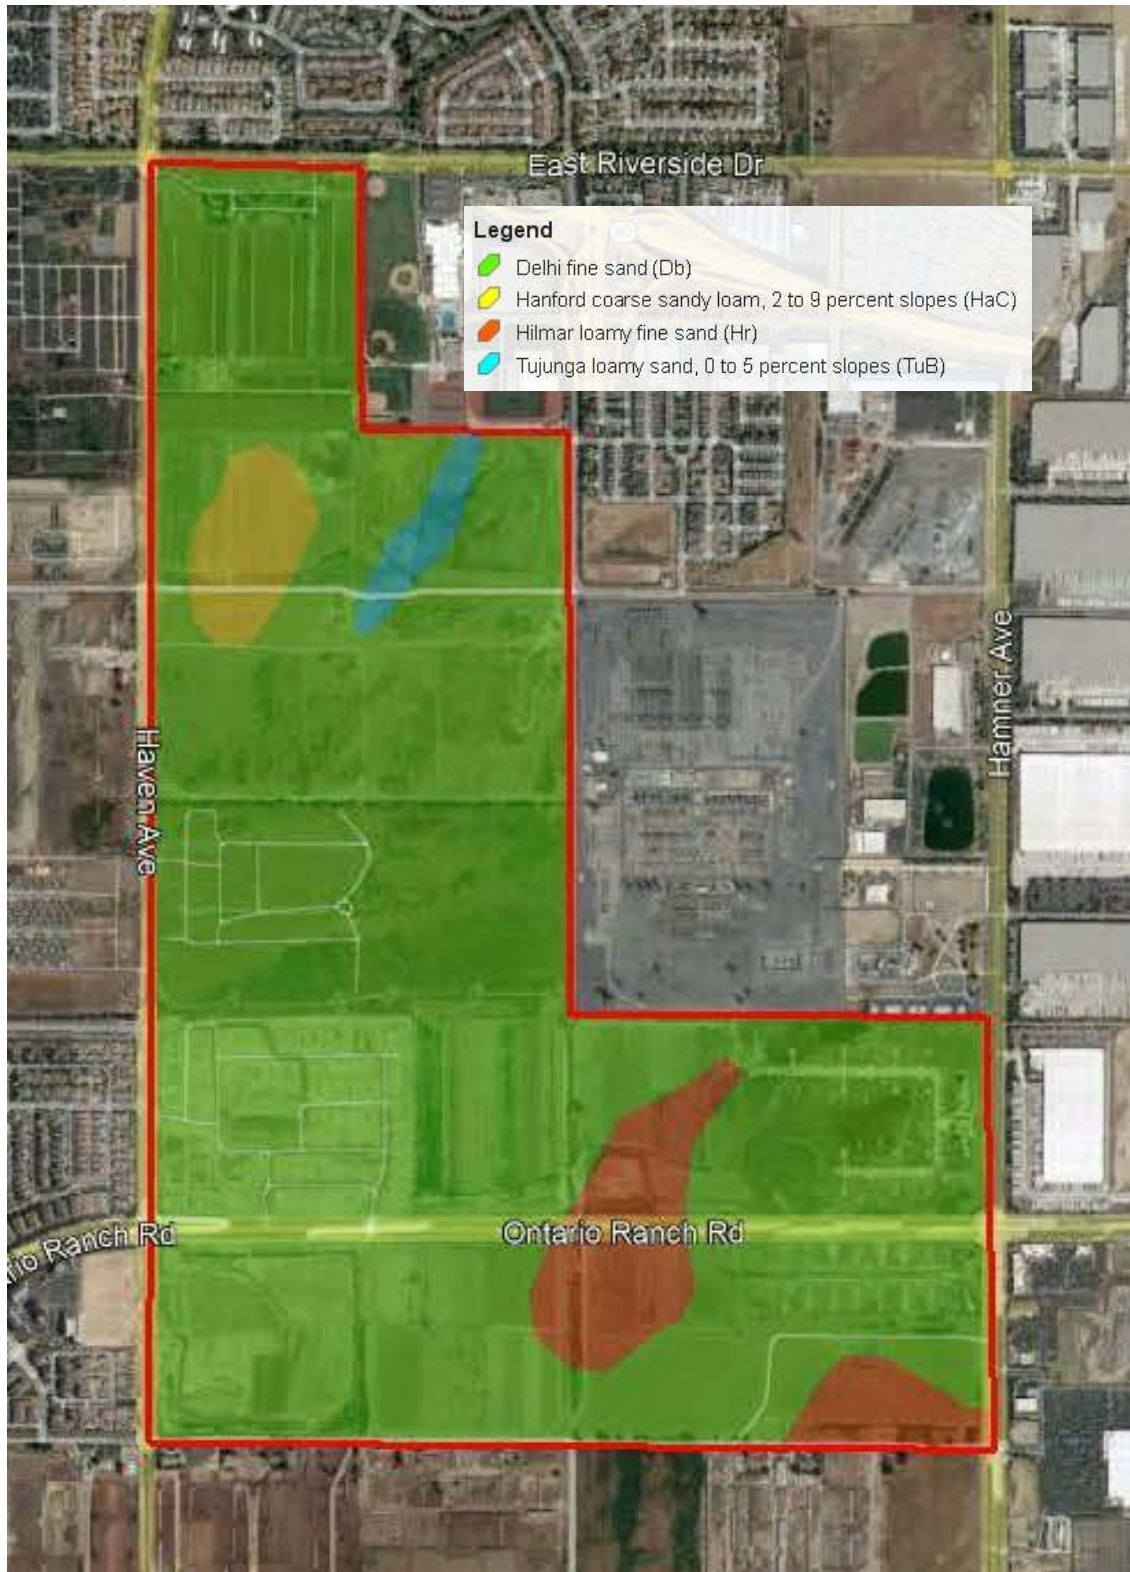 East Riverside Dr
Legend
Delhi fine sand (Db)
Hanford coarse sandy loam, 2 to 9 percent slopes (HaC)
Hilmar loamy fine sand (Hr)
Tujunga loamy sand, 0 to 5 percent slopes (TuB)
Hamner Ave
Haven Ave
Ontario Ranch Rd
rio Ranch Rd